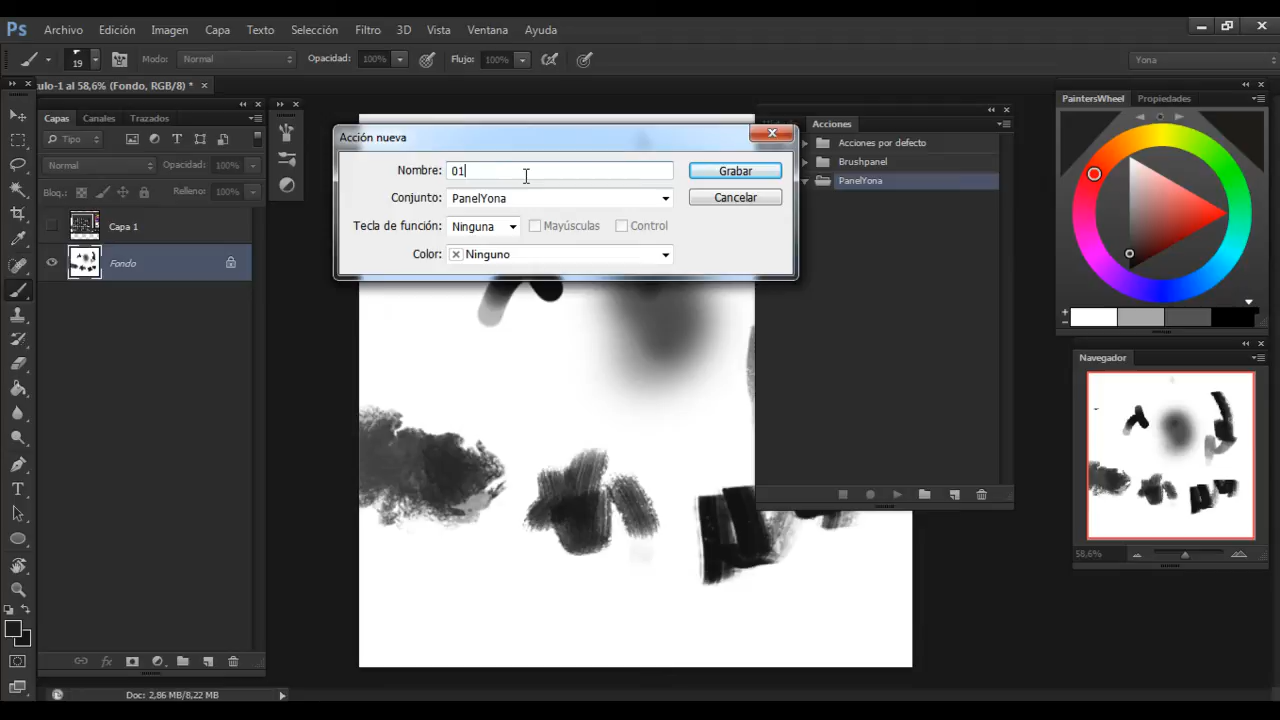 Ps Archivo Edición Imagen Capa Texto Selección Filtro 3D Vista Ventana Ayuda
19 Modo: Normal Opacidad: 100% Flujo: 100% Yona
ulo-1 al 58,6% (Fondo, RGB/8) * ×
Capas Canales Trazados
Tipo
Normal Opacidad: 100%
Bloq.: Relleno: 100%
Capa 1
Fondo
Acción nueva
Nombre: 01 Grabar
Conjunto: PanelYona Cancelar
Tecla de función: Ninguna Mayúsculas Control
Color: Ninguno
Acciones
Acciones por defecto
Brushpanel
PanelYona
PaintersWheel Propiedades
Navegador
58,6%
Doc: 2,86 MB/8,22 MB